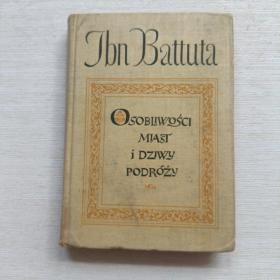 Ibn Battuta
OSOBLIWOŚCI
MIAST
i DZIWY
PODRÓŻY